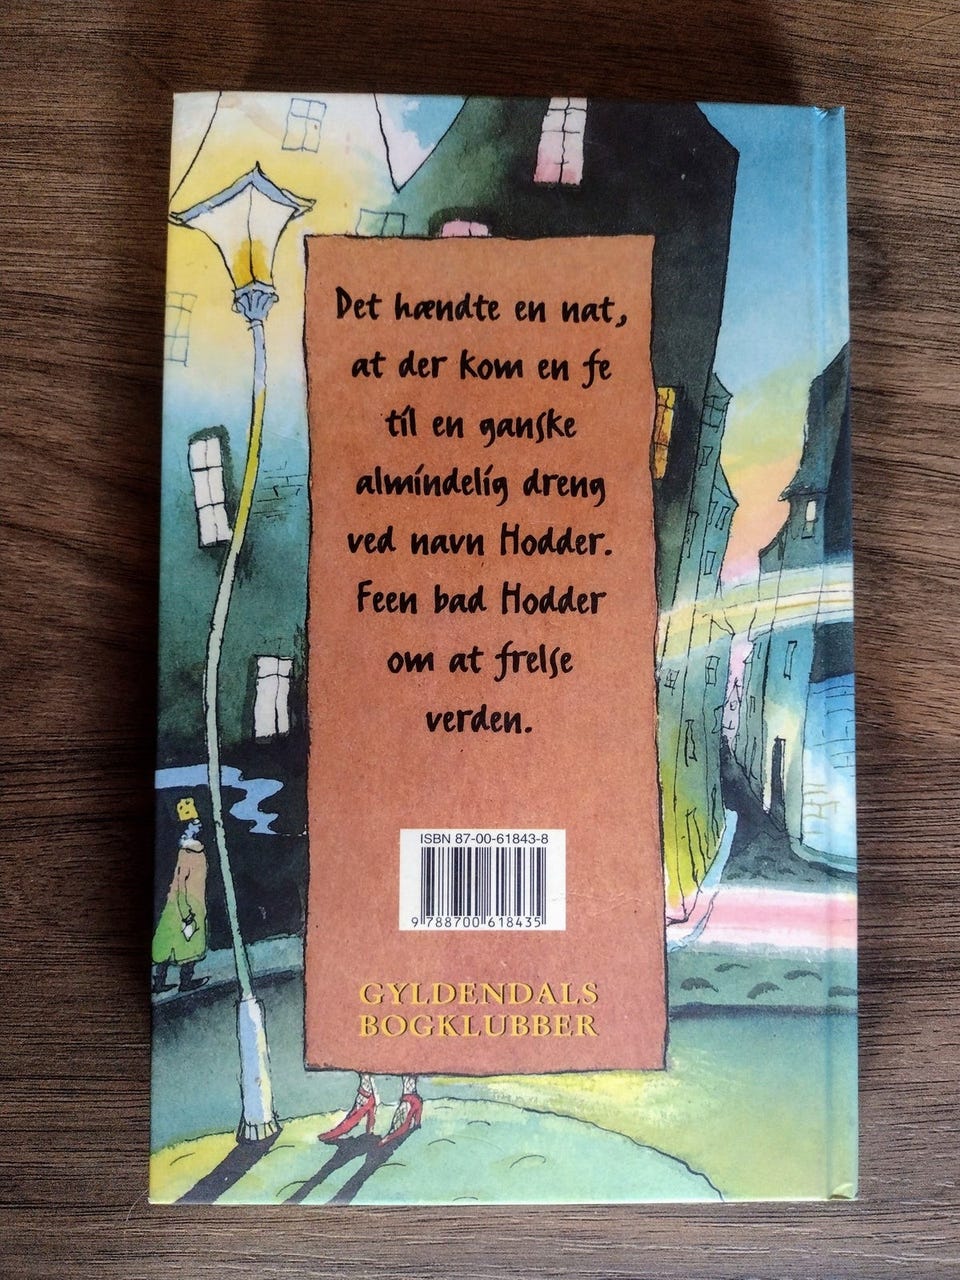 Det hændte en nat,
at der kom en fe
til en ganske
almindelig dreng
ved navn Hodder.
Feen bad Hodder
om at frelse
verden.
ISBN 87-00-61843-8
9 788700 618435
GYLDENDALS
BOGKLUBBER